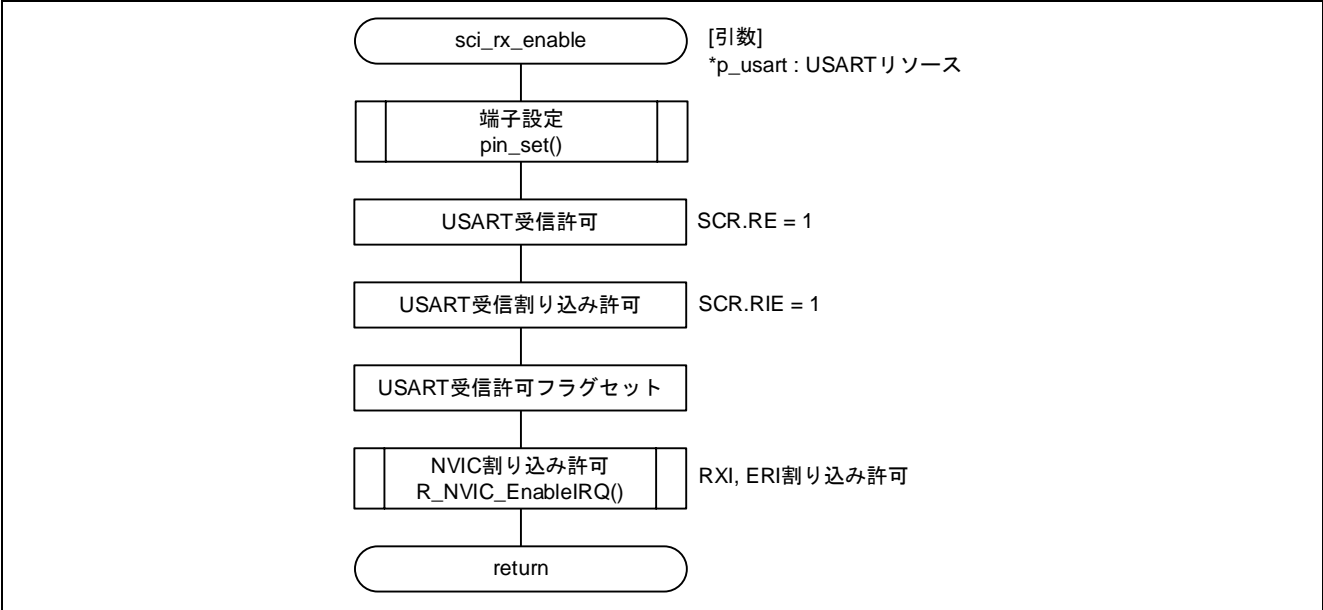 sci_rx_enable
[引数]
*p_usart : USARTリソース
端子設定
pin_set()
USART受信許可
SCR.RE = 1
USART受信割り込み許可
SCR.RIE = 1
USART受信許可フラグセット
NVIC割り込み許可
R_NVIC_EnableIRQ()
RXI, ERI割り込み許可
return